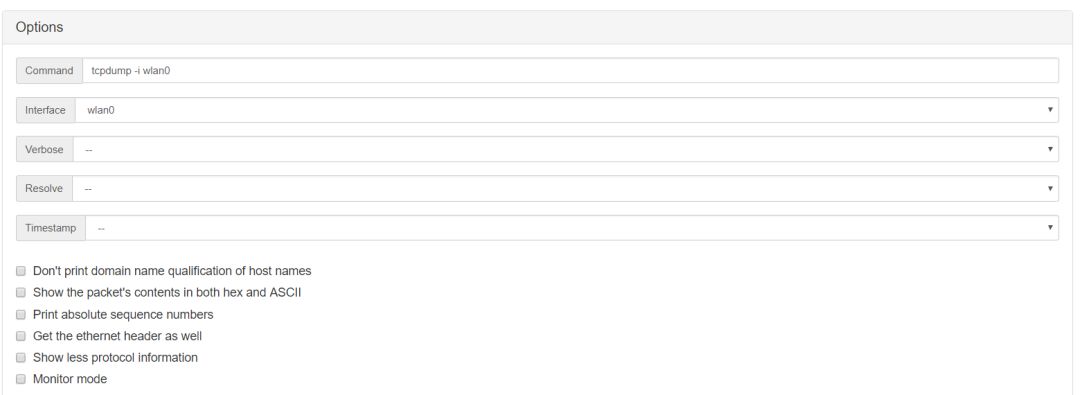 Options
Command tcpdump -i wlan0
Interface wlan0
Verbose --
Resolve --
Timestamp --
Don't print domain name qualification of host names
Show the packet's contents in both hex and ASCII
Print absolute sequence numbers
Get the ethernet header as well
Show less protocol information
Monitor mode